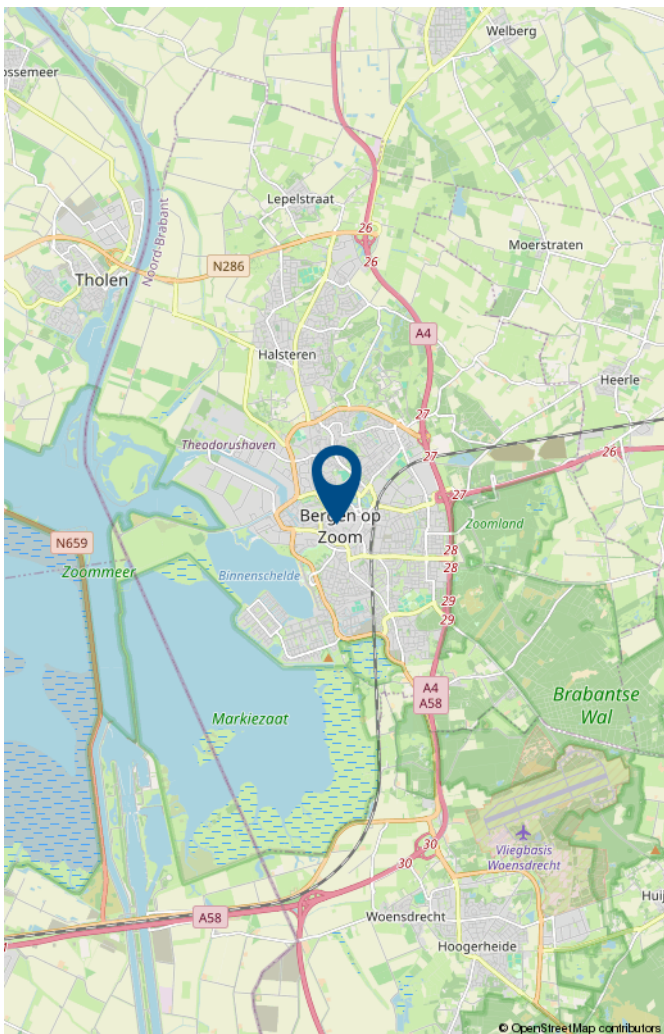 Welberg
ossemeer
Lepelstraat
26
26
Moerstraten
Noord-Brabant
N286
Tholen
A4
Halsteren
Heerle
27
Theodorushaven
27
26
27
Bergen op
Zoom
Zoomland
N659
28
Zoommeer
Binnenschelde
28
29
29
A4
A58
Brabantse
Wal
Markiezaat
30
Vliegbasis
Woensdrecht
30
Huij
A58
Woensdrecht
Hoogerheide
© OpenStreetMap contributors